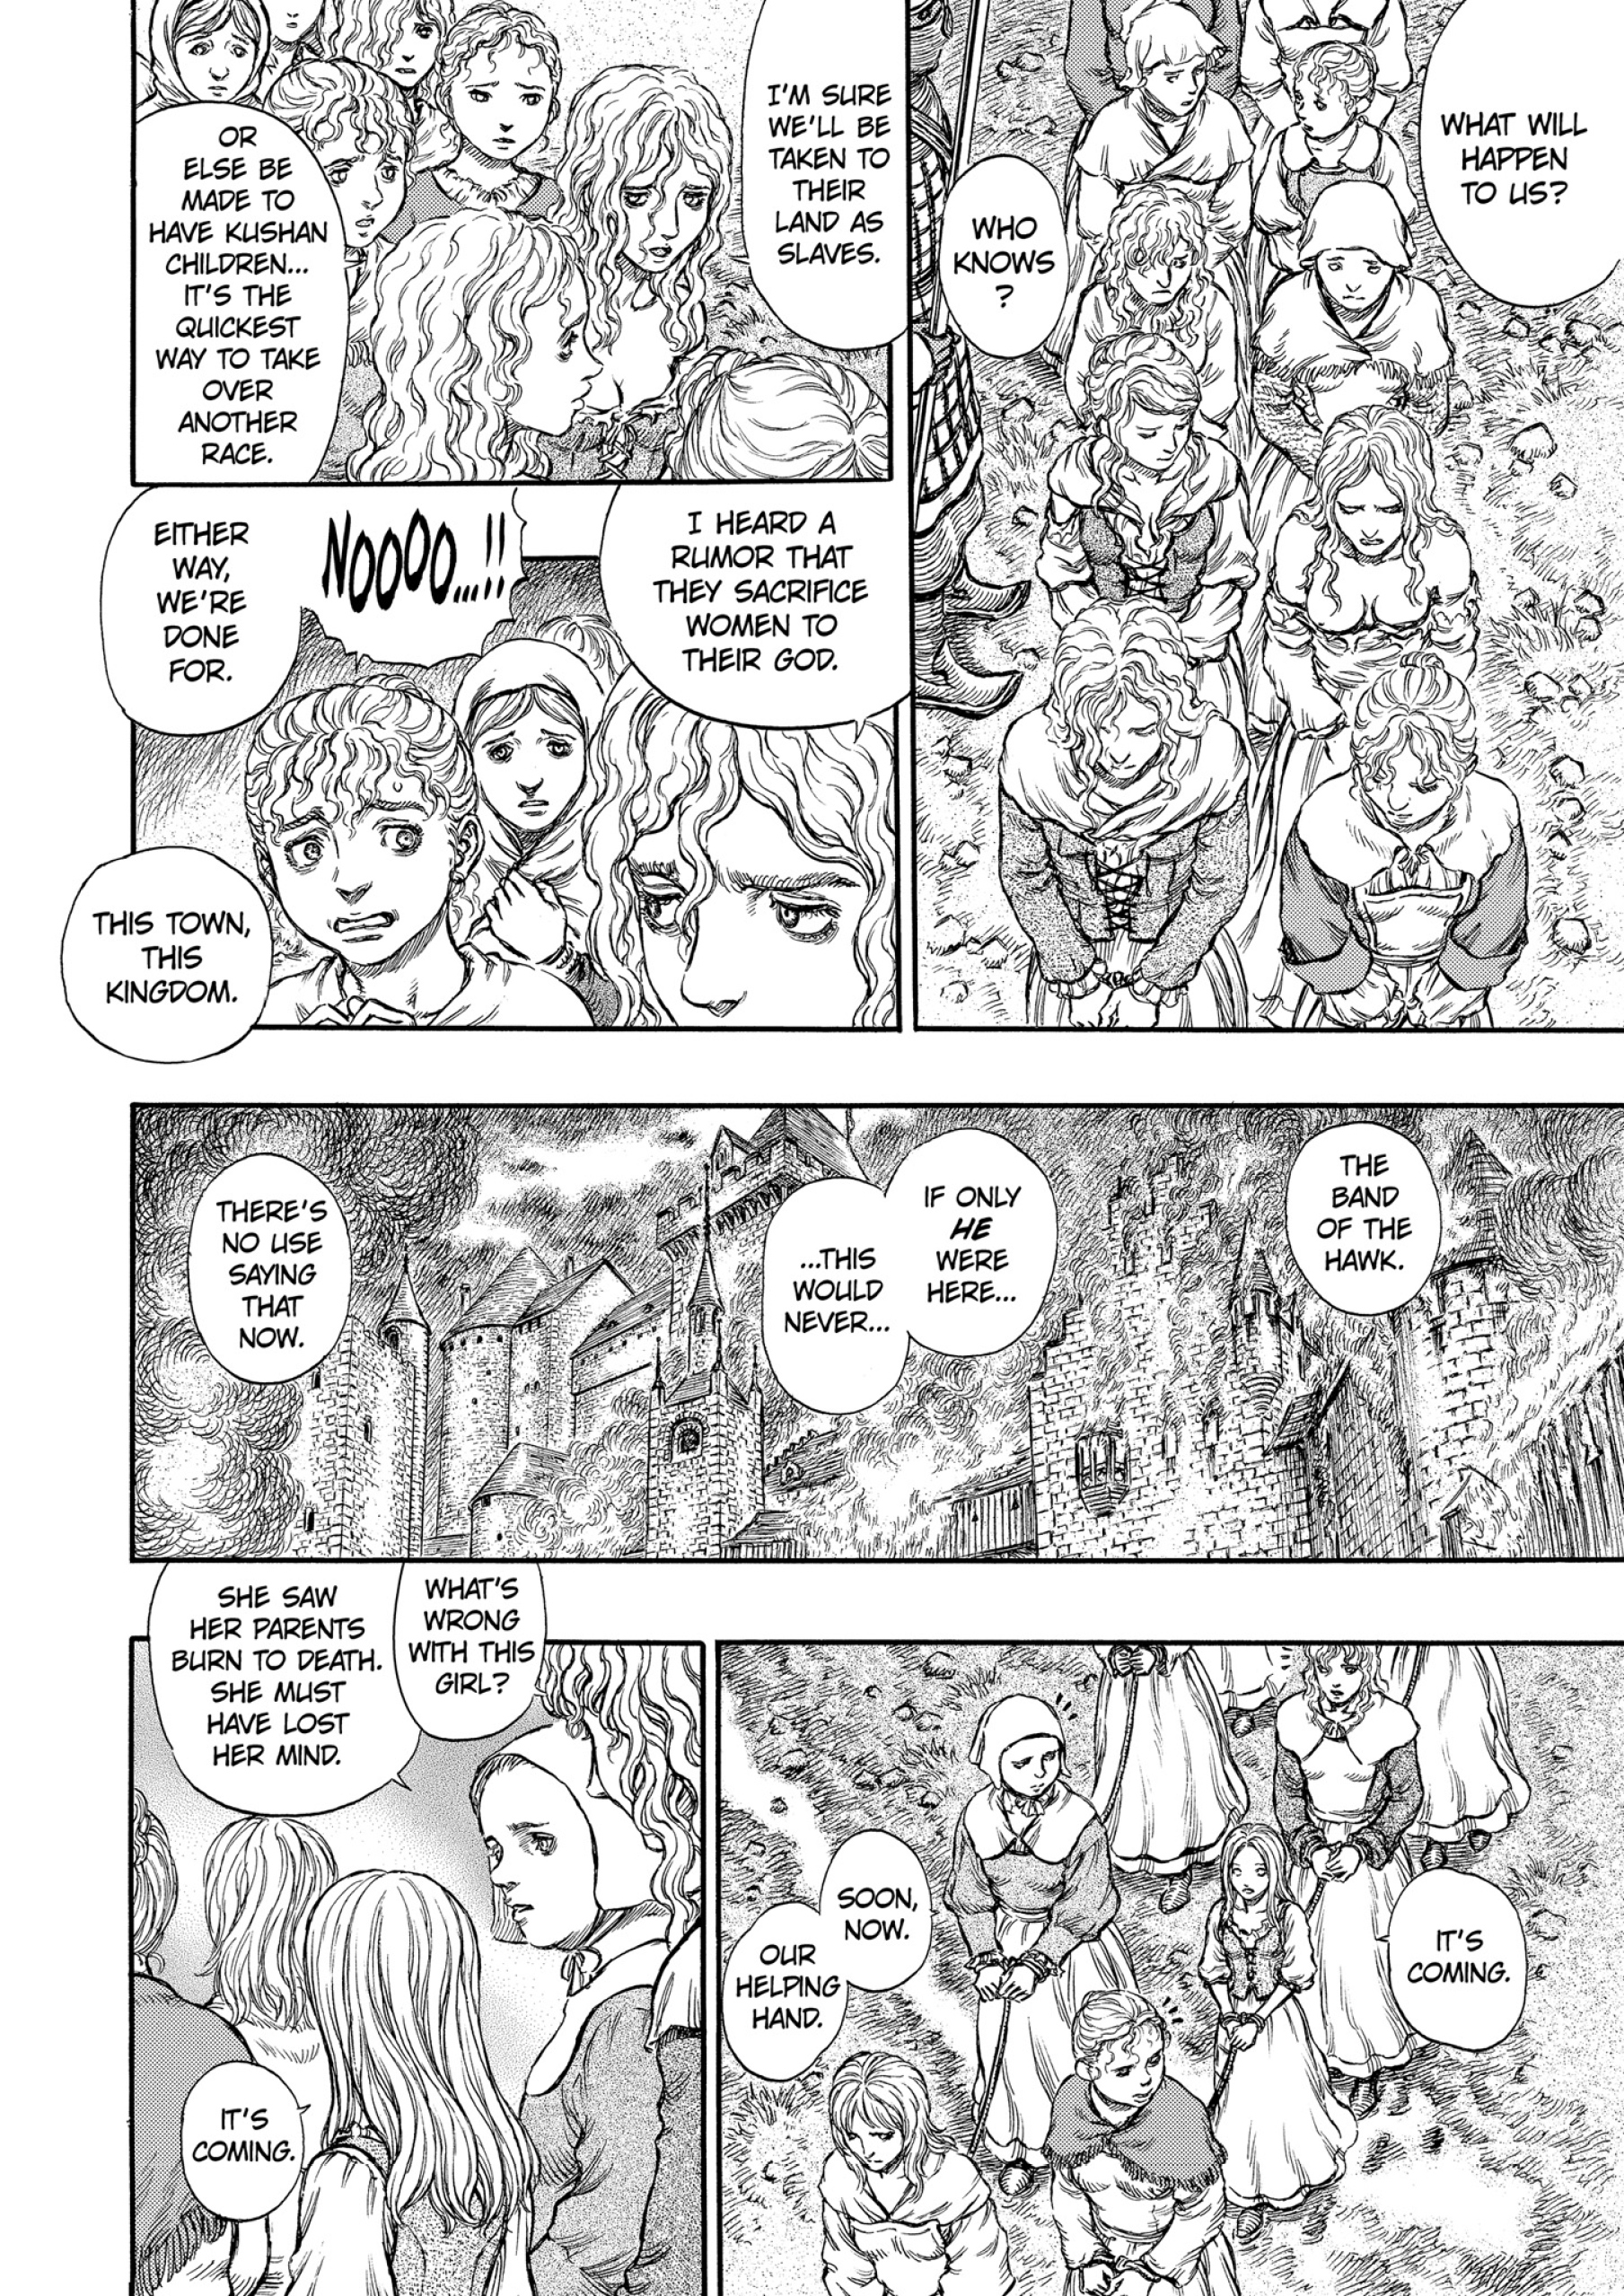 WHAT WILL
HAPPEN
TO US?
WHO
KNOWS
?
I'M SURE
WE'LL BE
TAKEN TO
THEIR
LAND AS
SLAVES.
OR
ELSE BE
MADE TO
HAVE KUSHAN
CHILDREN...
IT'S THE
QUICKEST
WAY TO TAKE
OVER
ANOTHER
RACE.
I HEARD A
RUMOR THAT
THEY SACRIFICE
WOMEN TO
THEIR GOD.
NOOOO...!!
EITHER
WAY,
WE'RE
DONE
FOR.
THIS TOWN,
THIS
KINGDOM.
THE
BAND
OF THE
HAWK.
IF ONLY
HE
WERE
HERE...
...THIS
WOULD
NEVER...
THERE'S
NO USE
SAYING
THAT
NOW.
IT'S
COMING.
SOON,
NOW.
OUR
HELPING
HAND.
WHAT'S
WRONG
WITH THIS
GIRL?
SHE SAW
HER PARENTS
BURN TO DEATH.
SHE MUST
HAVE LOST
HER MIND.
IT'S
COMING.